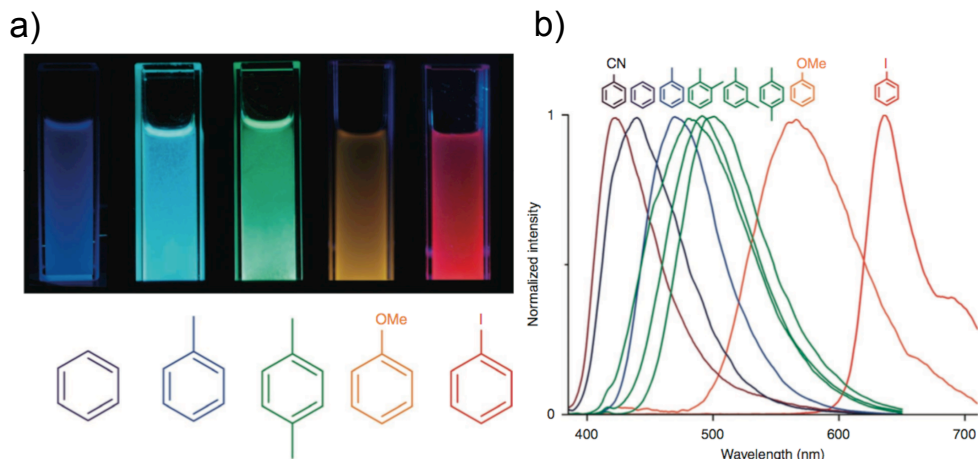 a)
OMe
I
b)
CN
OMe
I
1
Normalized intensity
0
400
500
600
700
Wavelength (nm)